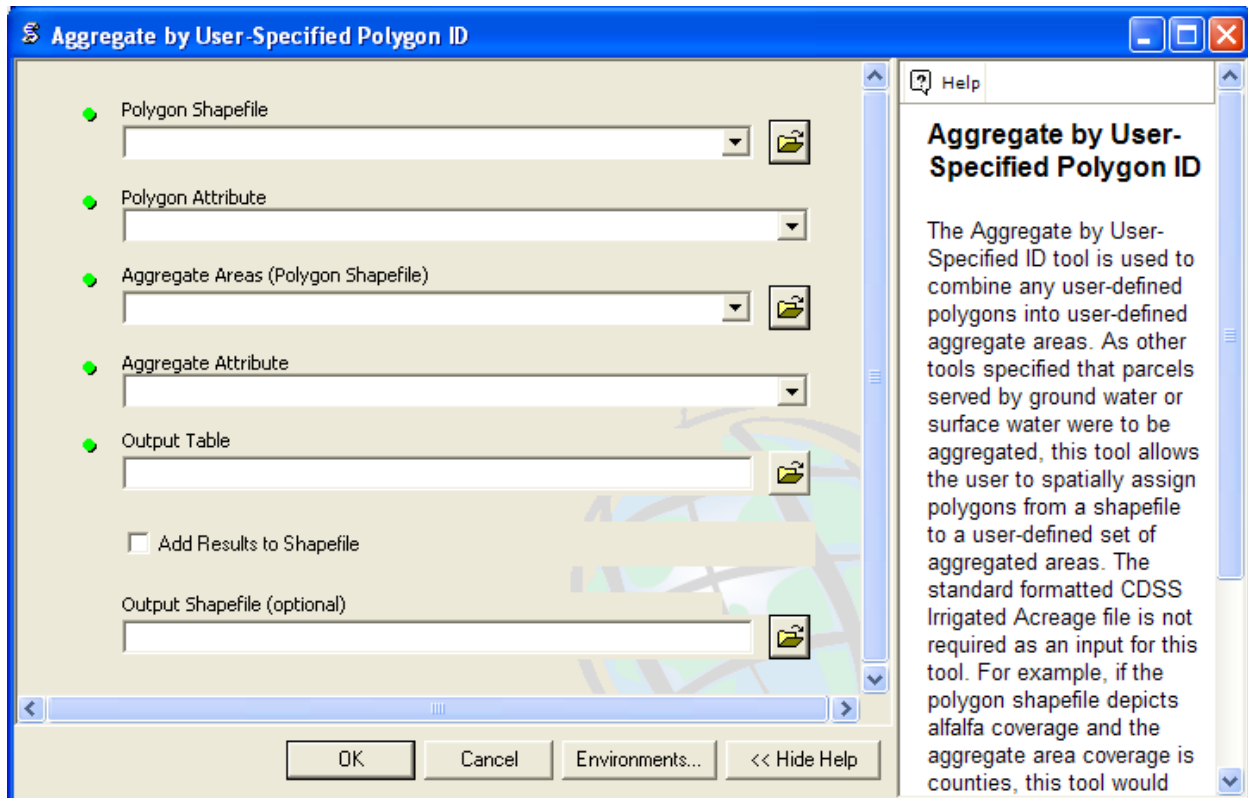 Aggregate by User-Specified Polygon ID
Polygon Shapefile
Polygon Attribute
Aggregate Areas (Polygon Shapefile)
Aggregate Attribute
Output Table
Add Results to Shapefile
Output Shapefile (optional)
OK
Cancel
Environments...
<< Hide Help
Help
Aggregate by User-
Specified Polygon ID
The Aggregate by User-
Specified ID tool is used to
combine any user-defined
polygons into user-defined
aggregate areas. As other
tools specified that parcels
served by ground water or
surface water were to be
aggregated, this tool allows
the user to spatially assign
polygons from a shapefile
to a user-defined set of
aggregated areas. The
standard formatted CDSS
Irrigated Acreage file is not
required as an input for this
tool. For example, if the
polygon shapefile depicts
alfalfa coverage and the
aggregate area coverage is
counties, this tool would